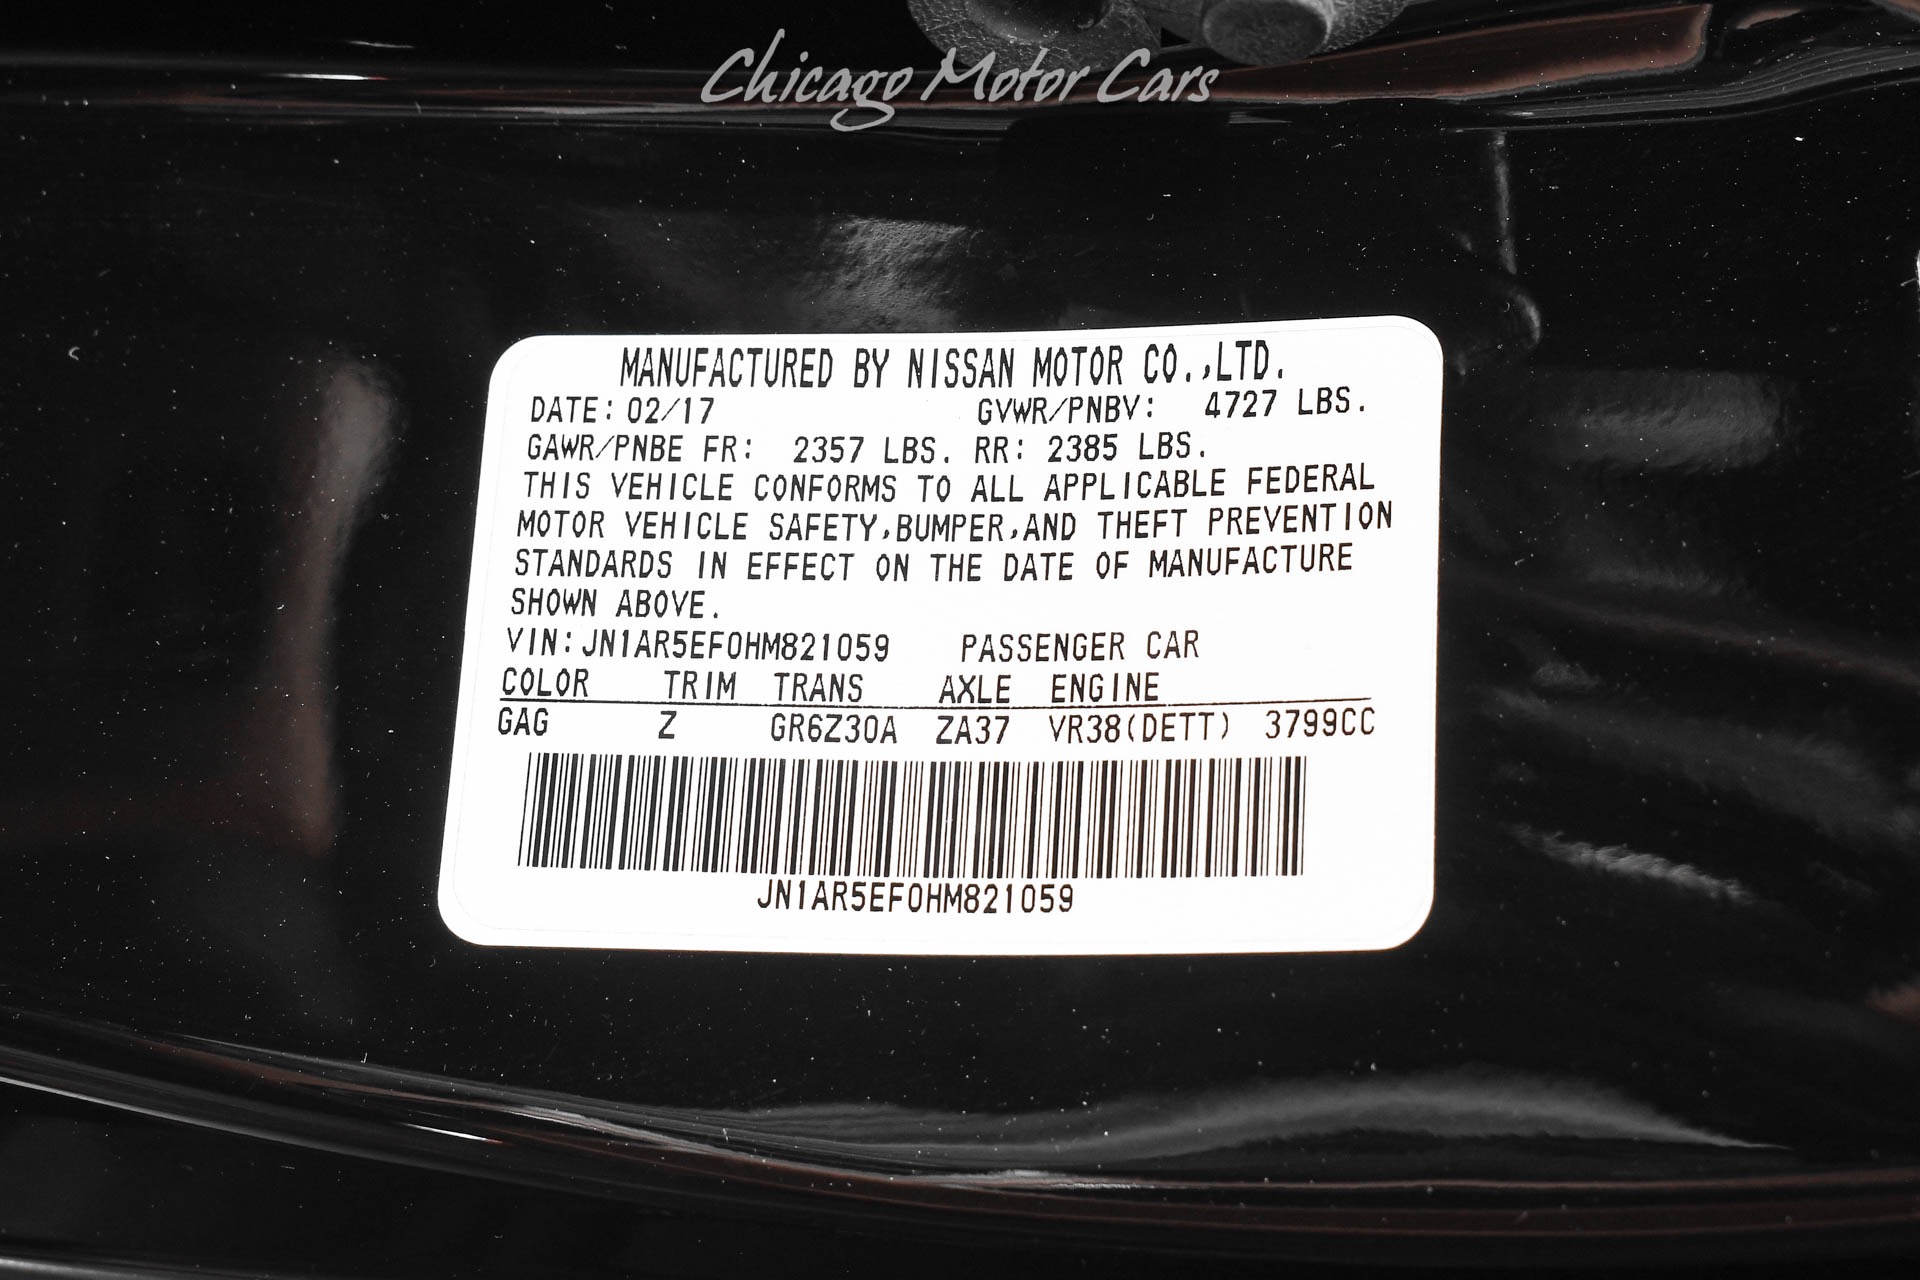 Chicago Motor Cars
MANUFACTURED BY NISSAN MOTOR CO.,LTD.
DATE: 02/17 GVWR/PNBV: 4727 LBS.
GAWR/PNBE FR: 2357 LBS. RR: 2385 LBS.
THIS VEHICLE CONFORMS TO ALL APPLICABLE FEDERAL
MOTOR VEHICLE SAFETY,BUMPER,AND THEFT PREVENTION
STANDARDS IN EFFECT ON THE DATE OF MANUFACTURE
SHOWN ABOVE.
VIN:JN1AR5EF0HM821059 PASSENGER CAR
COLOR TRIM TRANS AXLE ENGINE
GAG Z GR6Z30A ZA37 VR38(DETT) 3799CC
JN1AR5EF0HM821059